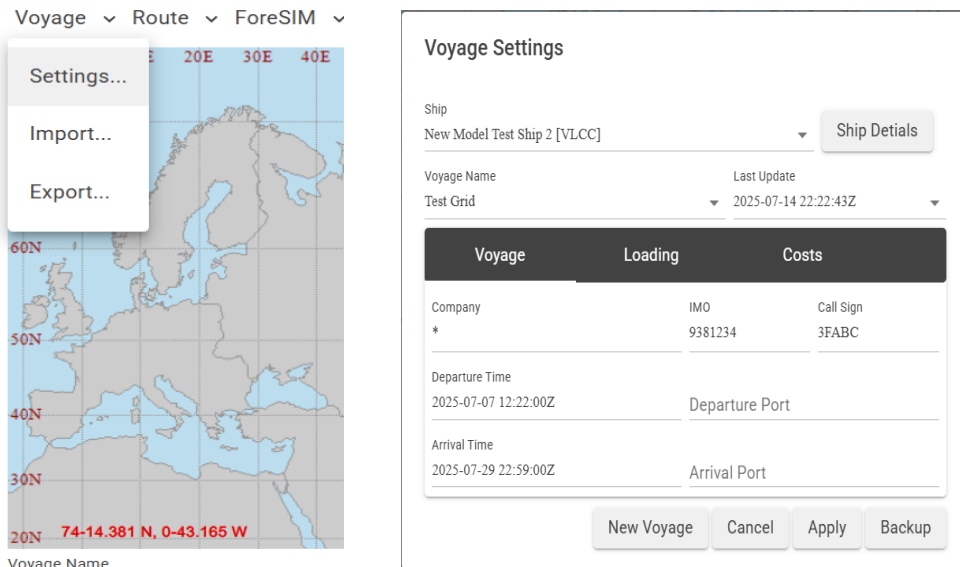 Voyage Route ForeSIM
Settings...
Import...
Export...
E 20E 30E 40E
60N
50N
40N
30N
20N
74-14.381 N, 0-43.165 W
Voyage Name
Voyage Settings
Ship
New Model Test Ship 2 [VLCC]
Ship Detials
Voyage Name Last Update
Test Grid 2025-07-14 22:22:43Z
Voyage Loading Costs
Company IMO Call Sign
* 9381234 3FABC
Departure Time
2025-07-07 12:22:00Z Departure Port
Arrival Time
2025-07-29 22:59:00Z Arrival Port
New Voyage Cancel Apply Backup